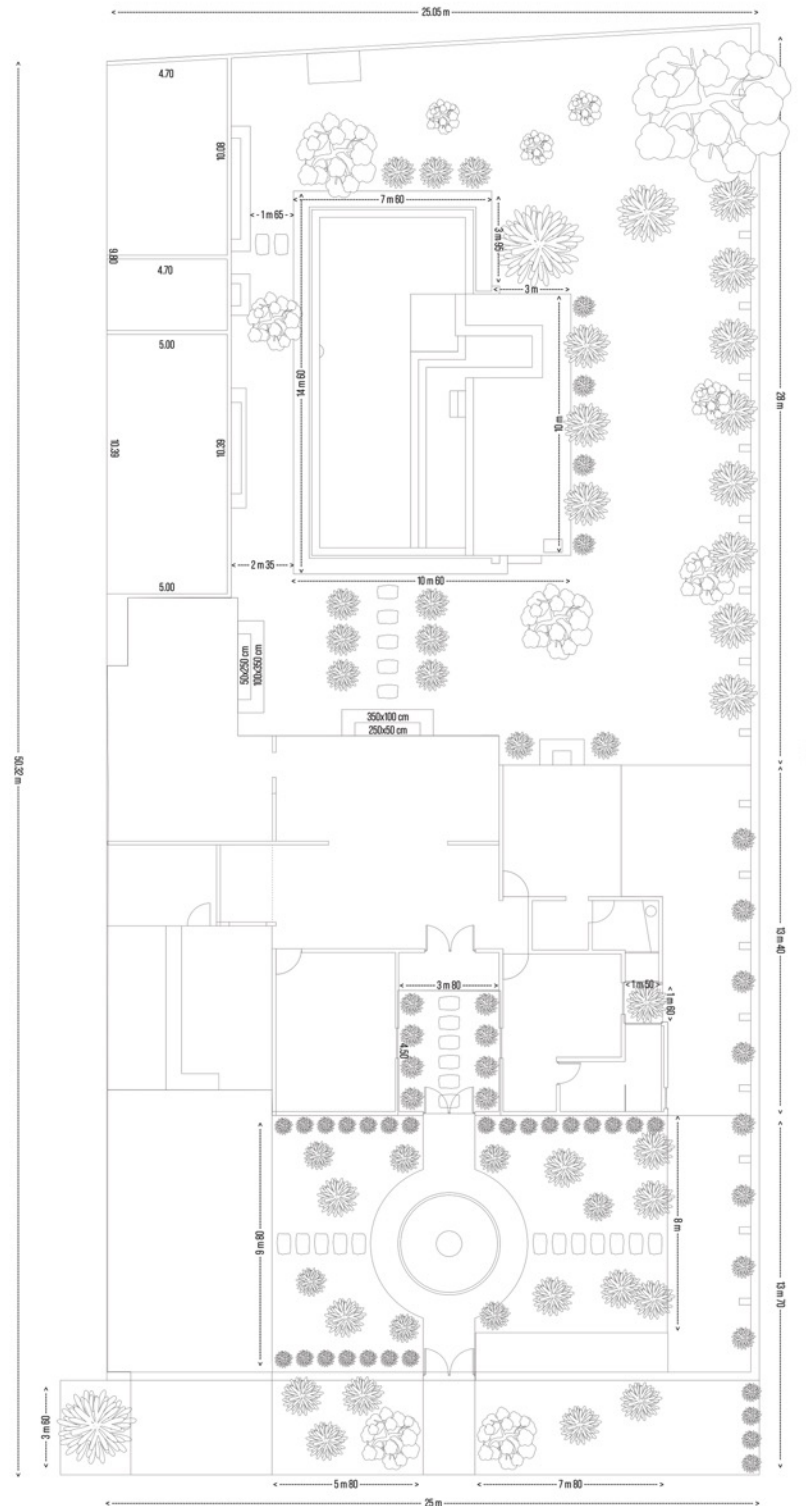 25.05 m
4.70
10.08
1 m 65
7 m 60
3 m 95
9.80
4.70
3 m
5.00
14 m 60
28 m
10 m
10.39
10.39
5.00
2 m 35
10 m 60
50x250 cm
100x350 cm
350x100 cm
250x50 cm
50.32 m
13 m 40
3 m 80
1 m 50
1 m 60
4.50
9 m 80
8 m
13 m 70
3 m 60
5 m 80
7 m 80
25 m